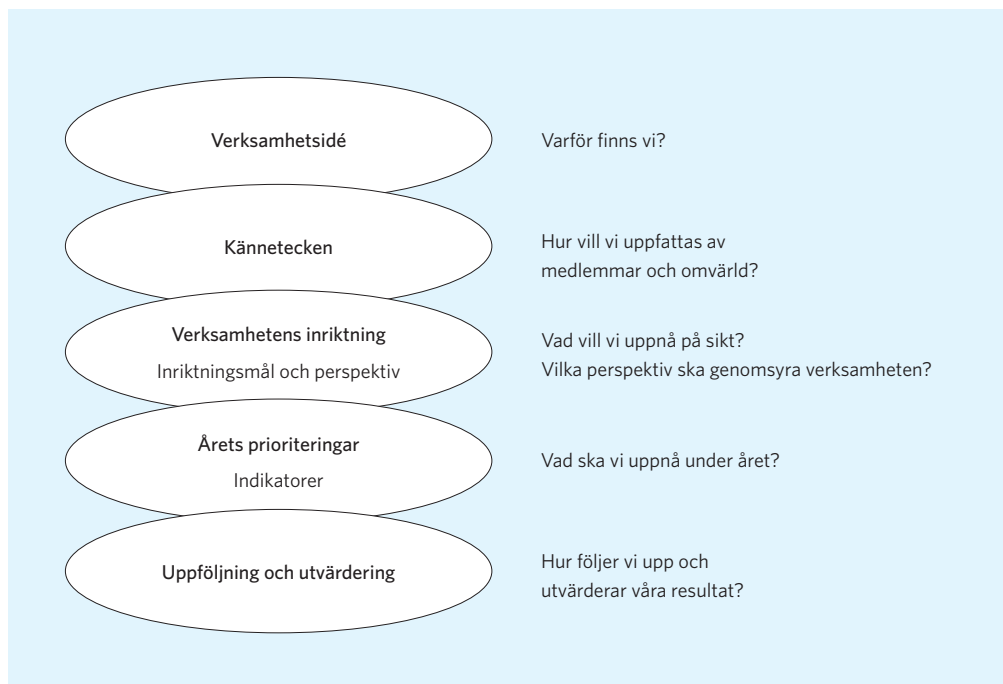 Verksamhetsidé
Varför finns vi?
Kännetecken
Hur vill vi uppfattas av
medlemmar och omvärld?
Verksamhetens inriktning
Inriktningsmål och perspektiv
Vad vill vi uppnå på sikt?
Vilka perspektiv ska genomsyra verksamheten?
Årets prioriteringar
Indikatorer
Vad ska vi uppnå under året?
Uppföljning och utvärdering
Hur följer vi upp och
utvärderar våra resultat?